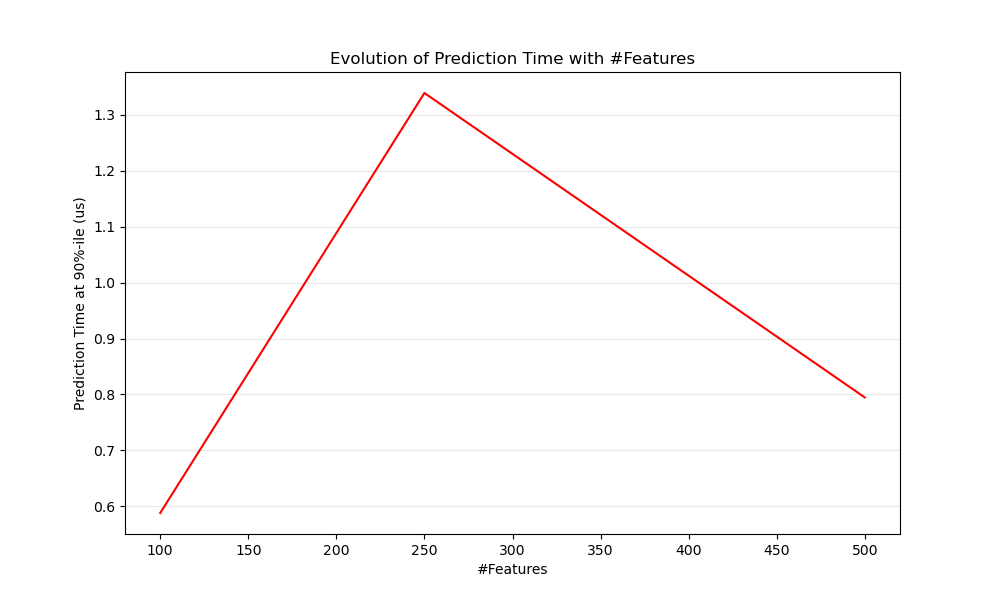 Evolution of Prediction Time with #Features
Prediction Time at 90%-ile (us)
1.3
1.2
1.1
1.0
0.9
0.8
0.7
0.6
100 150 200 250 300 350 400 450 500
#Features